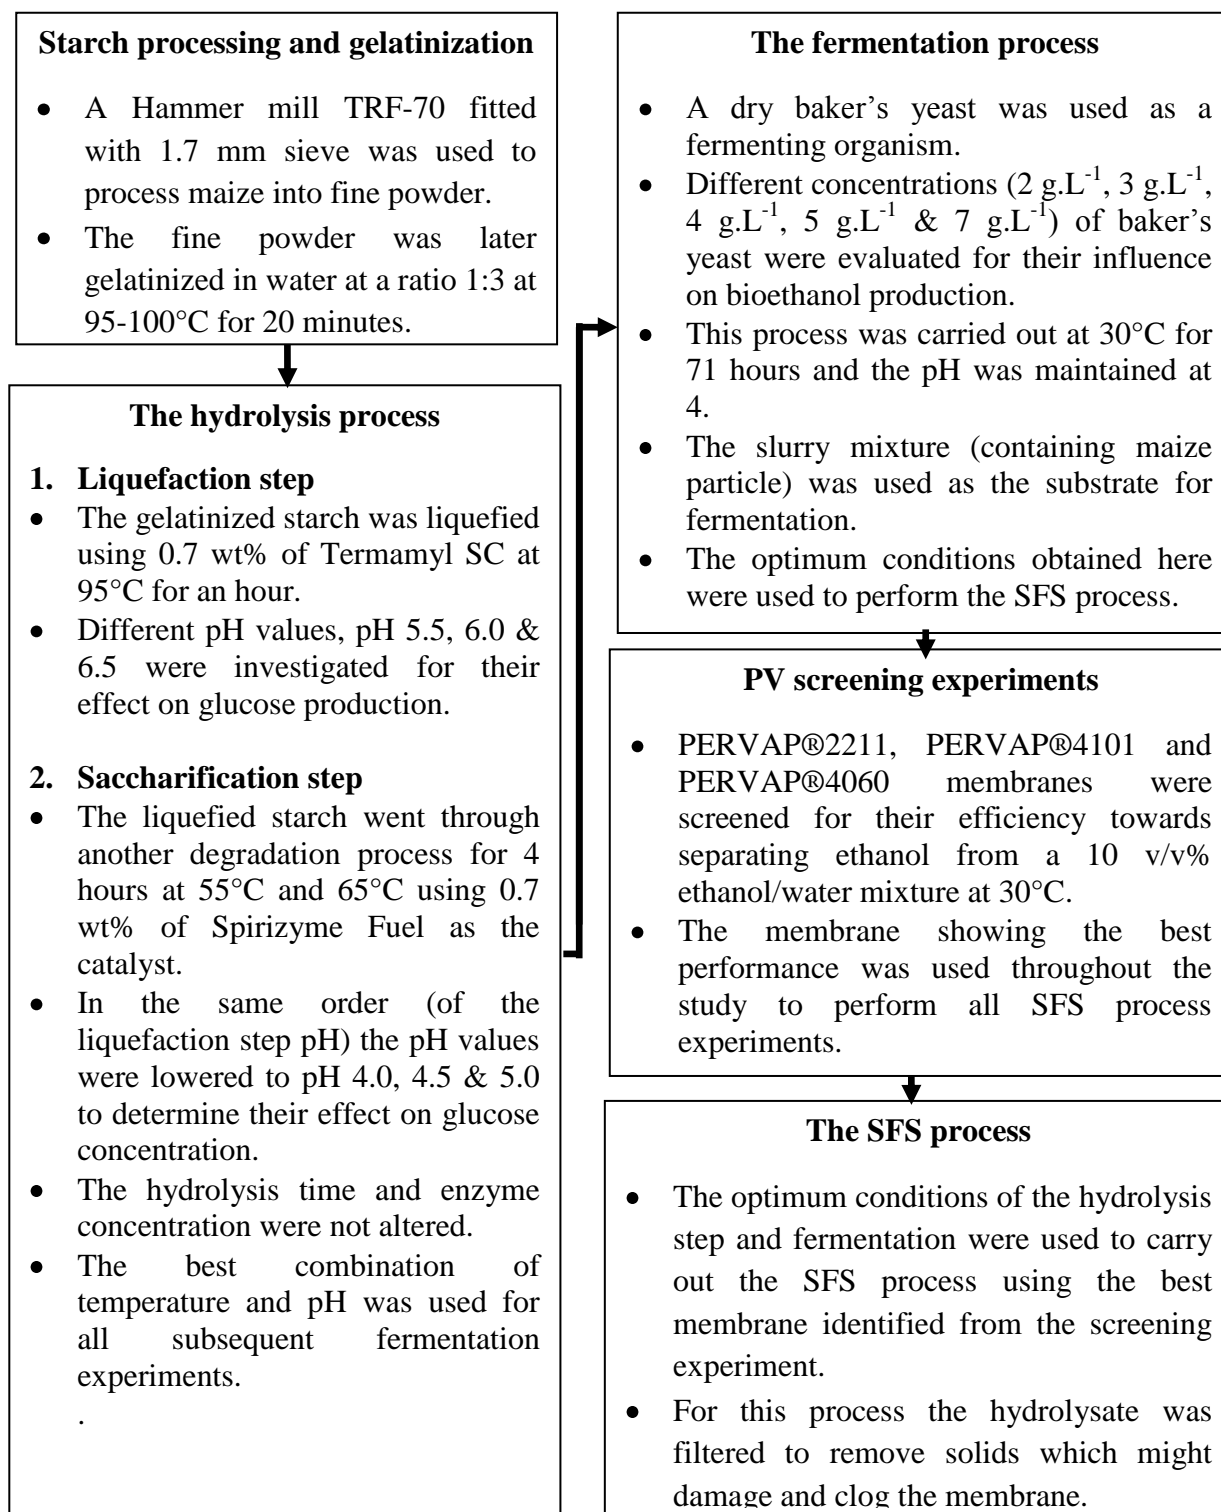 Starch processing and gelatinization
• A Hammer mill TRF-70 fitted
with 1.7 mm sieve was used to
process maize into fine powder.
• The fine powder was later
gelatinized in water at a ratio 1:3 at
95-100°C for 20 minutes.
The hydrolysis process
1. Liquefaction step
• The gelatinized starch was liquefied
using 0.7 wt% of Termamyl SC at
95°C for an hour.
• Different pH values, pH 5.5, 6.0 &
6.5 were investigated for their
effect on glucose production.
2. Saccharification step
• The liquefied starch went through
another degradation process for 4
hours at 55°C and 65°C using 0.7
wt% of Spirizyme Fuel as the
catalyst.
• In the same order (of the
liquefaction step pH) the pH values
were lowered to pH 4.0, 4.5 & 5.0
to determine their effect on glucose
concentration.
• The hydrolysis time and enzyme
concentration were not altered.
• The best combination of
temperature and pH was used for
all subsequent fermentation
experiments.
.
The fermentation process
• A dry baker's yeast was used as a
fermenting organism.
• Different concentrations (2 g.L⁻¹, 3 g.L⁻¹,
4 g.L⁻¹, 5 g.L⁻¹ & 7 g.L⁻¹) of baker's
yeast were evaluated for their influence
on bioethanol production.
• This process was carried out at 30°C for
71 hours and the pH was maintained at
4.
• The slurry mixture (containing maize
particle) was used as the substrate for
fermentation.
• The optimum conditions obtained here
were used to perform the SFS process.
PV screening experiments
• PERVAP®2211, PERVAP®4101 and
PERVAP®4060 membranes were
screened for their efficiency towards
separating ethanol from a 10 v/v%
ethanol/water mixture at 30°C.
• The membrane showing the best
performance was used throughout the
study to perform all SFS process
experiments.
The SFS process
• The optimum conditions of the hydrolysis
step and fermentation were used to carry
out the SFS process using the best
membrane identified from the screening
experiment.
• For this process the hydrolysate was
filtered to remove solids which might
damage and clog the membrane.